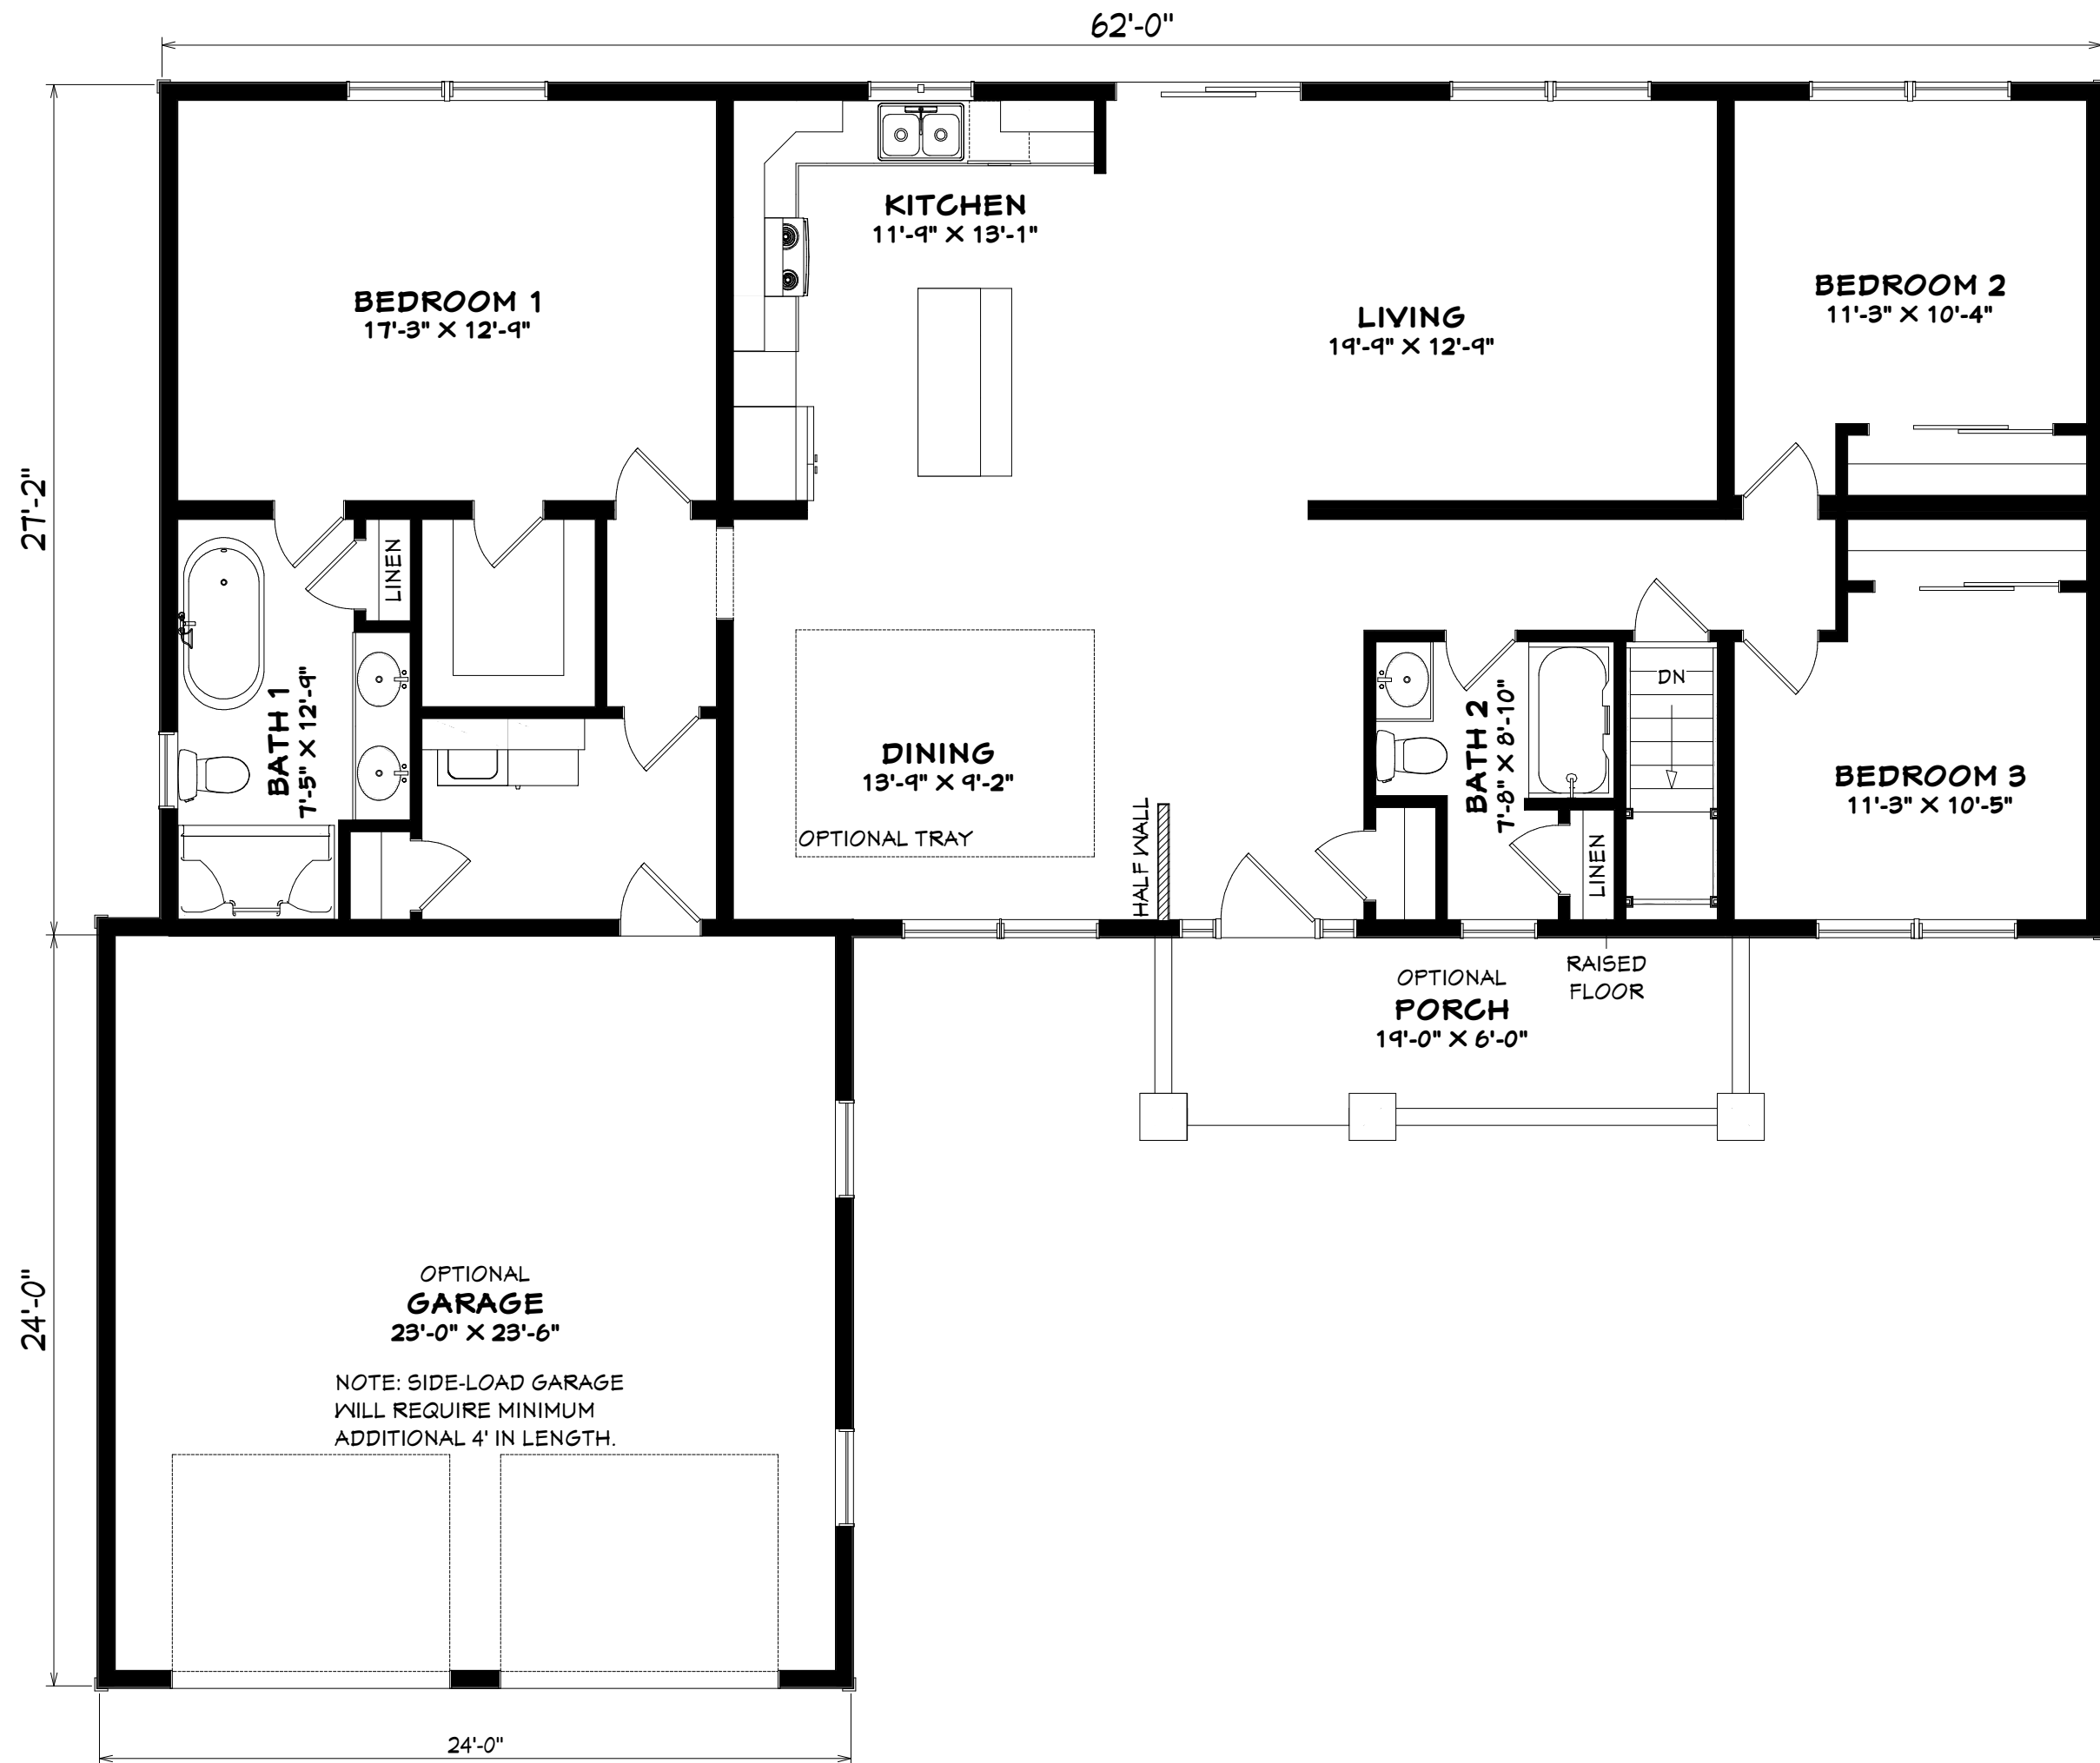 62'-0"
KITCHEN
11'-9" X 13'-1"
BEDROOM 1
17'-3" X 12'-9"
LIVING
19'-9" X 12'-9"
BEDROOM 2
11'-3" X 10'-4"
27'-2"
LINEN
BATH 1
7'-5" X 12'-9"
DINING
13'-9" X 9'-2"
OPTIONAL TRAY
HALF WALL
BATH 2
7'-8" X 8'-10"
LINEN
DN
BEDROOM 3
11'-3" X 10'-5"
OPTIONAL
PORCH
19'-0" X 6'-0"
RAISED
FLOOR
24'-0"
OPTIONAL
GARAGE
23'-0" X 23'-6"
NOTE: SIDE-LOAD GARAGE
WILL REQUIRE MINIMUM
ADDITIONAL 4' IN LENGTH.
24'-0"